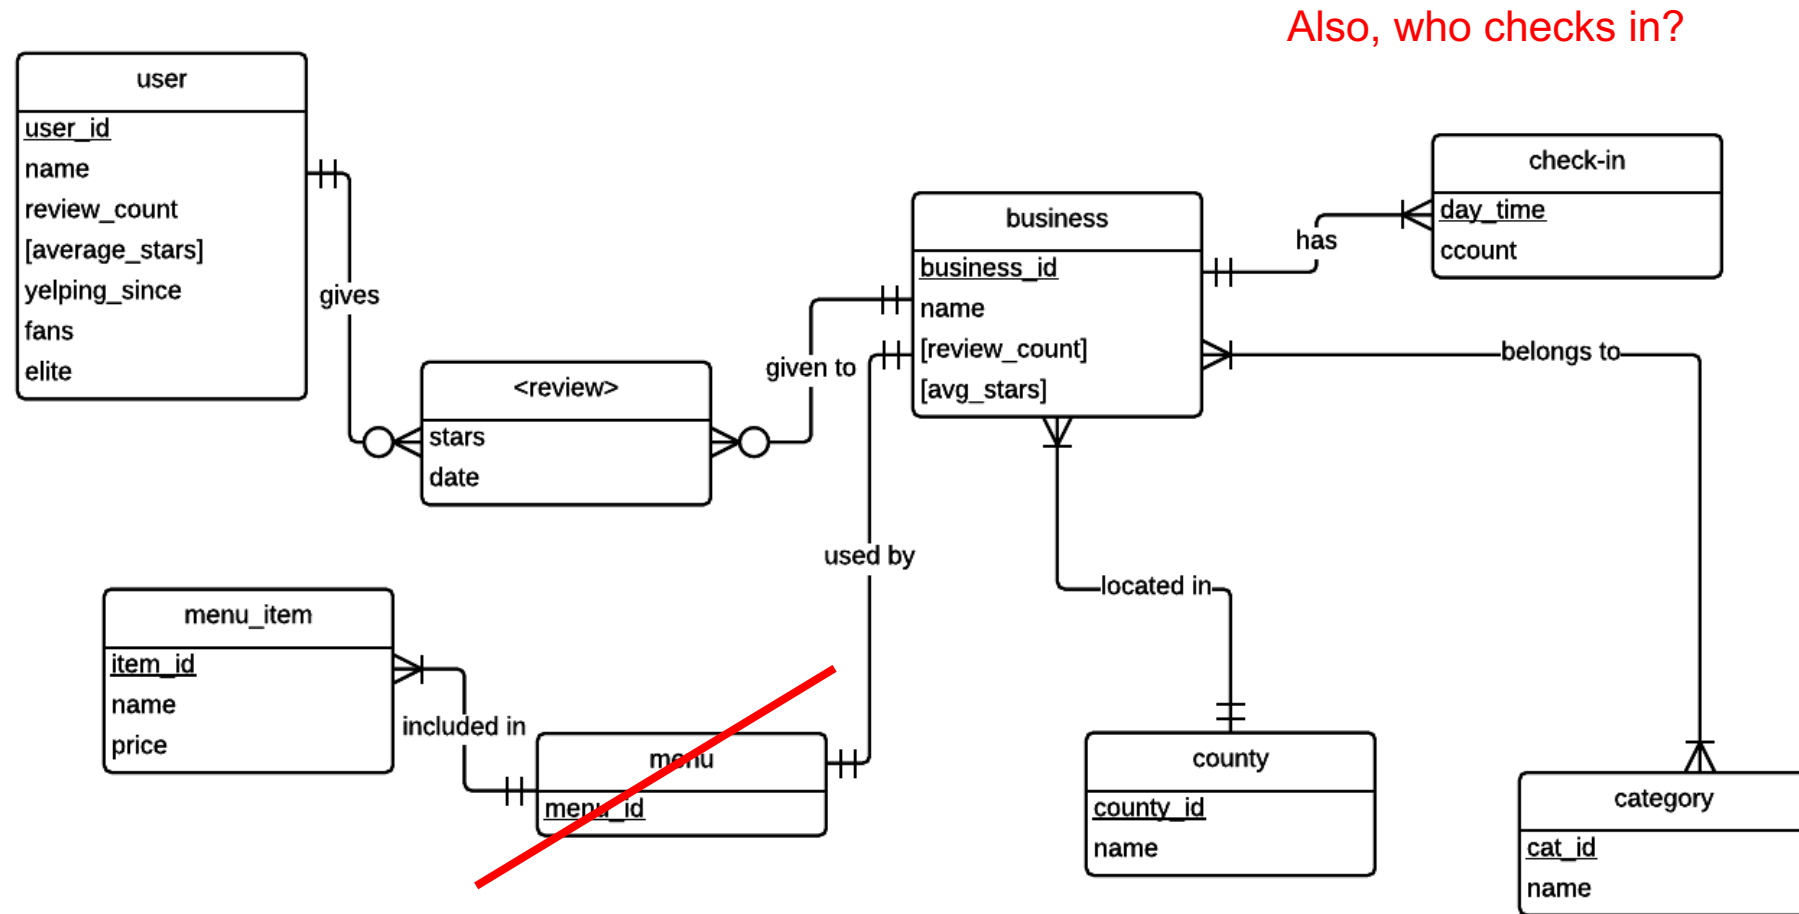 Also, who checks in?
user
user_id
name
review_count
[average_stars]
yelping_since
fans
elite
gives
<review>
stars
date
given to
business
business_id
name
[review_count]
[avg_stars]
has
check-in
day_time
ccount
belongs to
used by
located in
menu_item
item_id
name
price
included in
menu
menu_id
county
county_id
name
category
cat_id
name